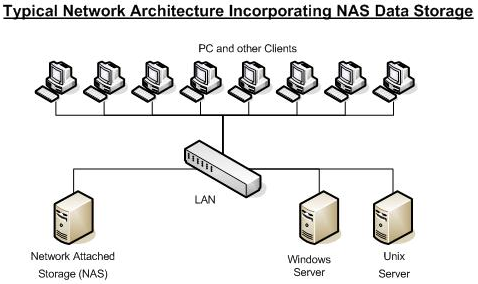 Typical Network Architecture Incorporating NAS Data Storage
PC and other Clients
LAN
Network Attached
Storage (NAS)
Windows
Server
Unix
Server